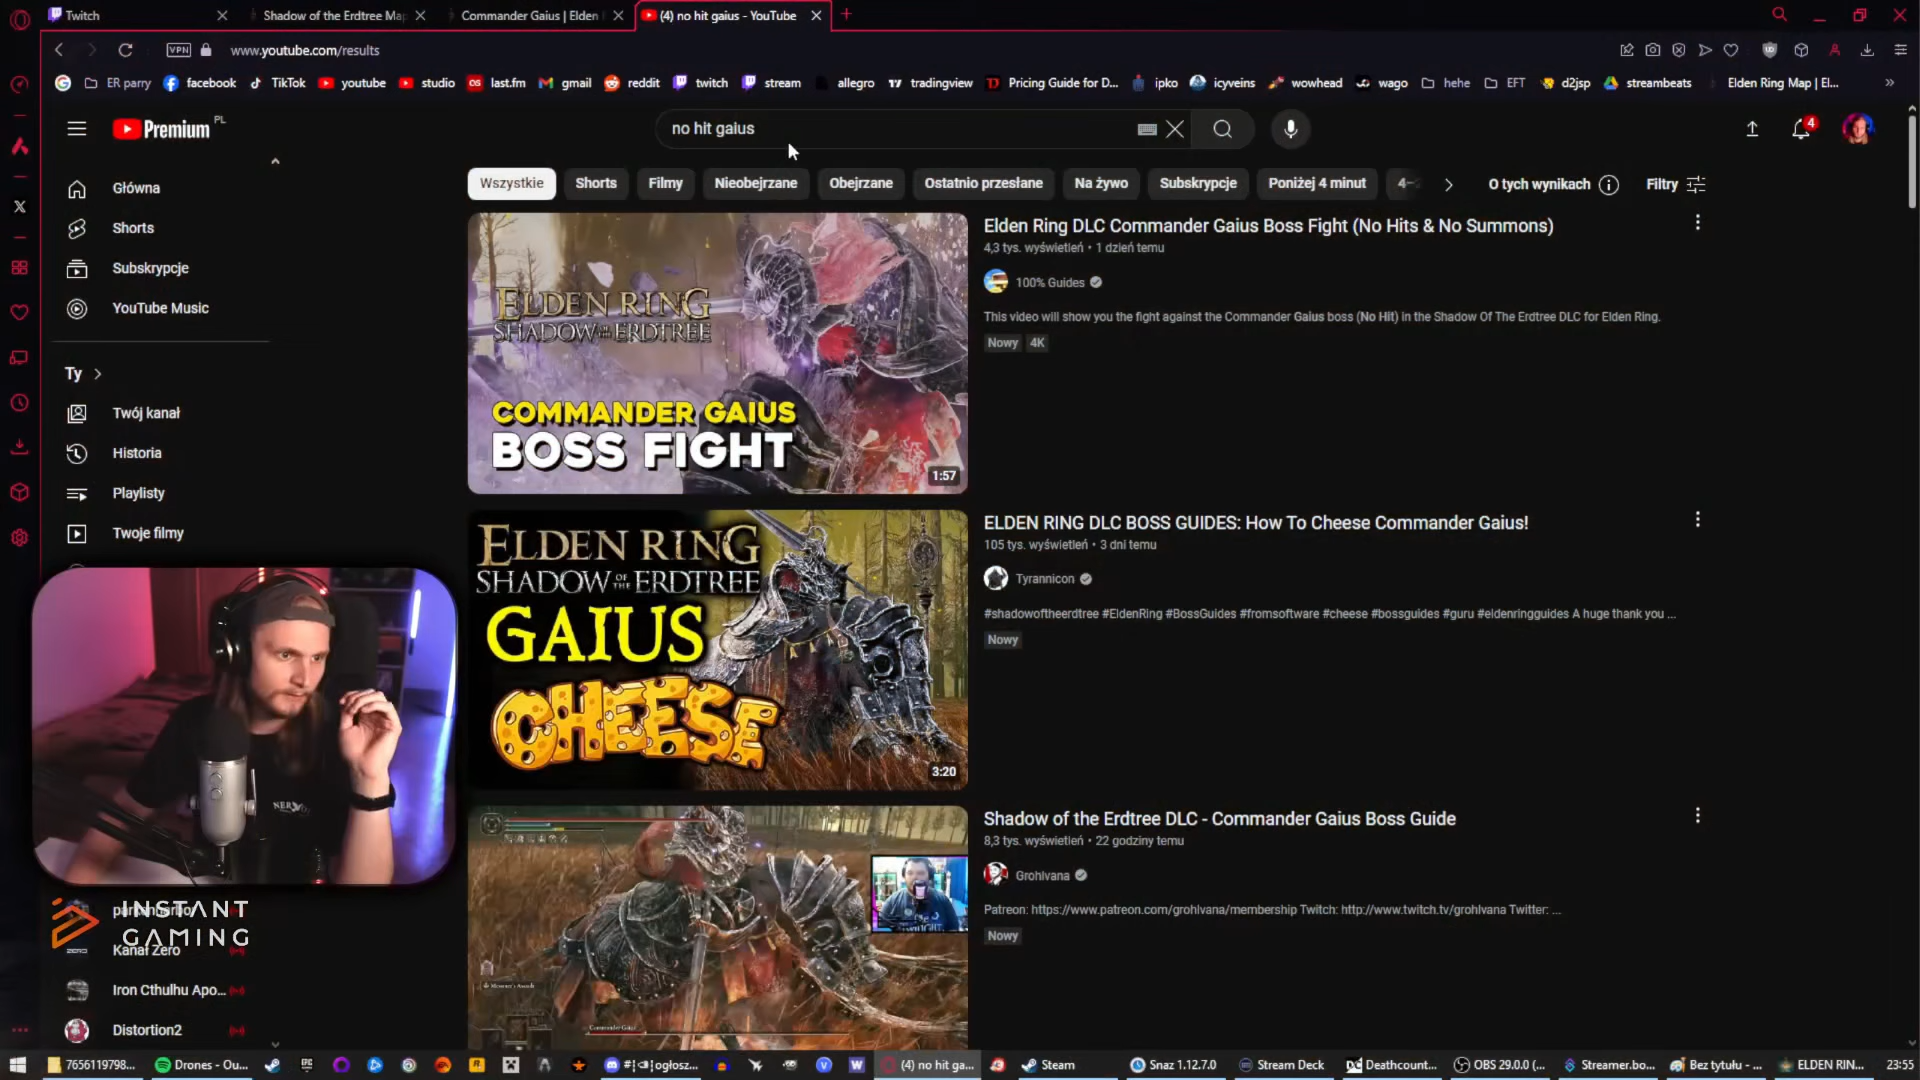 Twitch
Shadow of the Erdtree Map
Commander Gaius | Elden
(4) no hit gaius - YouTube
VPN
www.youtube.com/results
ER parry
facebook
TikTok
youtube
studio
last.fm
gmail
reddit
twitch
stream
allegro
tradingview
Pricing Guide for D...
ipko
icyveins
wowhead
wago
hehe
EFT
d2jsp
streambeats
Elden Ring Map | El...
Premium PL
no hit gaius
4
Wszystkie
Shorts
Filmy
Nieobejrzane
Obejrzane
Ostatnio przesłane
Na żywo
Subskrypcje
Poniżej 4 minut
O tych wynikach
Filtry
Główna
Shorts
Subskrypcje
YouTube Music
Ty
Twój kanał
Historia
Playlisty
Twoje filmy
Kanał Zero
Iron Cthulhu Apo...
Distortion2
INSTANT
GAMING
ELDEN RING
SHADOW OF THE ERDTREE
COMMANDER GAIUS
BOSS FIGHT
1:57
Elden Ring DLC Commander Gaius Boss Fight (No Hits & No Summons)
4,3 tys. wyświetleń • 1 dzień temu
100% Guides
This video will show you the fight against the Commander Gaius boss (No Hit) in the Shadow Of The Erdtree DLC for Elden Ring.
Nowy
4K
ELDEN RING
SHADOW OF THE ERDTREE
GAIUS
CHEESE
3:20
ELDEN RING DLC BOSS GUIDES: How To Cheese Commander Gaius!
105 tys. wyświetleń • 3 dni temu
Tyrannicon
#shadowoftheerdtree #EldenRing #BossGuides #fromsoftware #cheese #bossguides #guru #eldenringguides A huge thank you ...
Nowy
Commander Gaius
Shadow of the Erdtree DLC - Commander Gaius Boss Guide
8,3 tys. wyświetleń • 22 godziny temu
Grohlvana
Patreon: https://www.patreon.com/grohlvana/membership Twitch: http://www.twitch.tv/grohlvana Twitter: ...
Nowy
7656119798...
Drones - Ou...
(4) no hit ga...
Steam
Snaz 1.12.7.0
Stream Deck
Deathcount...
OBS 29.0.0 (...
Streamer.bo...
Bez tytułu - ...
ELDEN RIN...
23:55